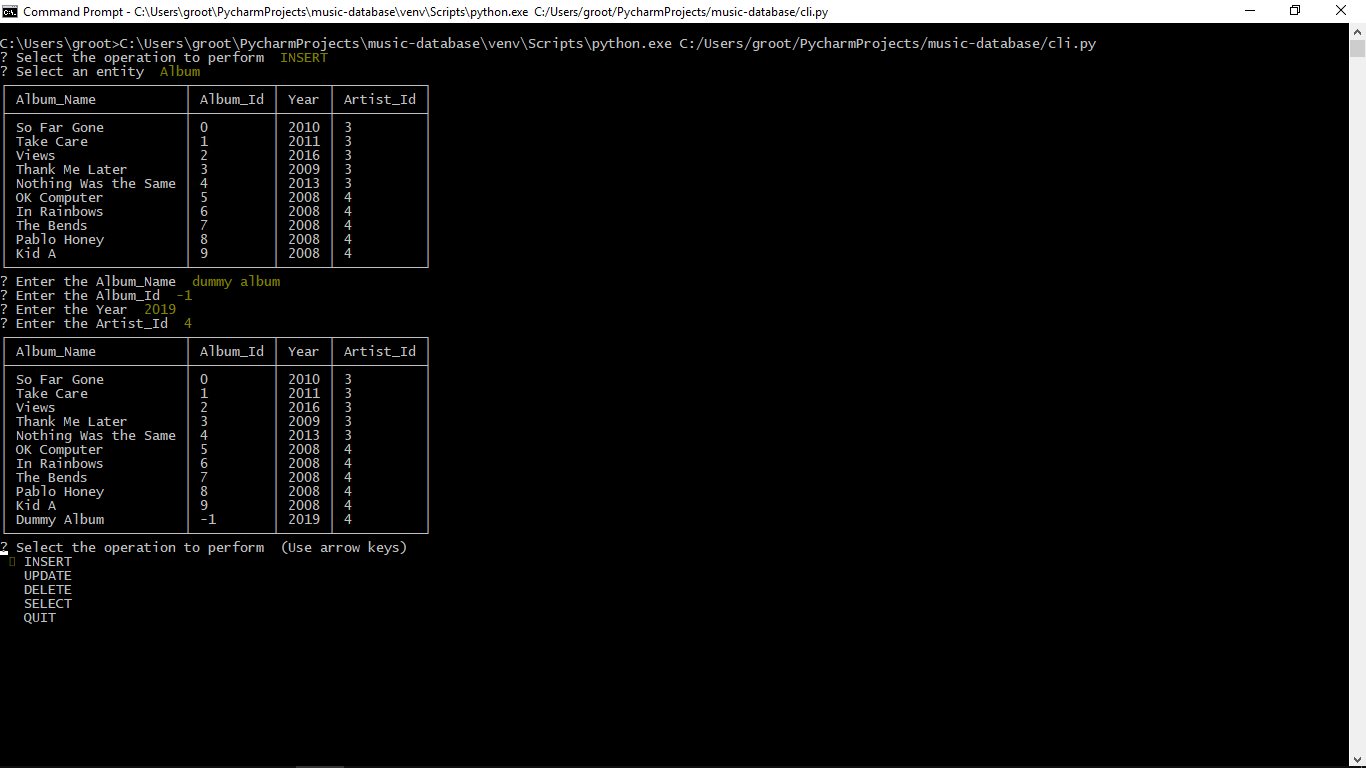 Command Prompt - C:\Users\groot\PycharmProjects\music-database\venv\Scripts\python.exe C:/Users/groot/PycharmProjects/music-database/cli.py
C:\Users\groot>C:\Users\groot\PycharmProjects\music-database\venv\Scripts\python.exe C:/Users/groot/PycharmProjects/music-database/cli.py
? Select the operation to perform INSERT
? Select an entity Album
Album_Name Album_Id Year Artist_Id
So Far Gone 0 2010 3
Take Care 1 2011 3
Views 2 2016 3
Thank Me Later 3 2009 3
Nothing Was the Same 4 2013 3
OK Computer 5 2008 4
In Rainbows 6 2008 4
The Bends 7 2008 4
Pablo Honey 8 2008 4
Kid A 9 2008 4
? Enter the Album_Name dummy album
? Enter the Album_Id -1
? Enter the Year 2019
? Enter the Artist_Id 4
Album_Name Album_Id Year Artist_Id
So Far Gone 0 2010 3
Take Care 1 2011 3
Views 2 2016 3
Thank Me Later 3 2009 3
Nothing Was the Same 4 2013 3
OK Computer 5 2008 4
In Rainbows 6 2008 4
The Bends 7 2008 4
Pablo Honey 8 2008 4
Kid A 9 2008 4
Dummy Album -1 2019 4
? Select the operation to perform (Use arrow keys)
INSERT
UPDATE
DELETE
SELECT
QUIT